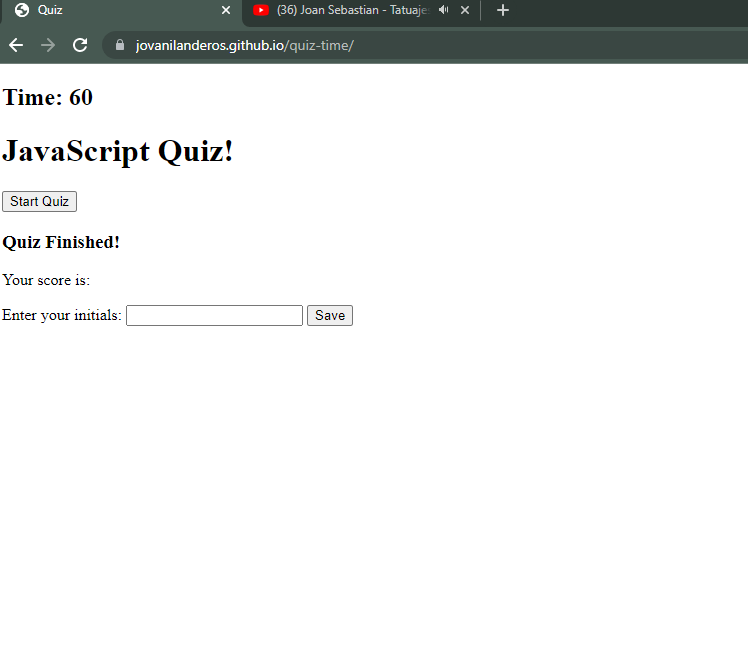 Quiz
(36) Joan Sebastian - Tatuaje
jovanilanderos.github.io/quiz-time/
Time: 60
JavaScript Quiz!
Start Quiz
Quiz Finished!
Your score is:
Enter your initials:
Save